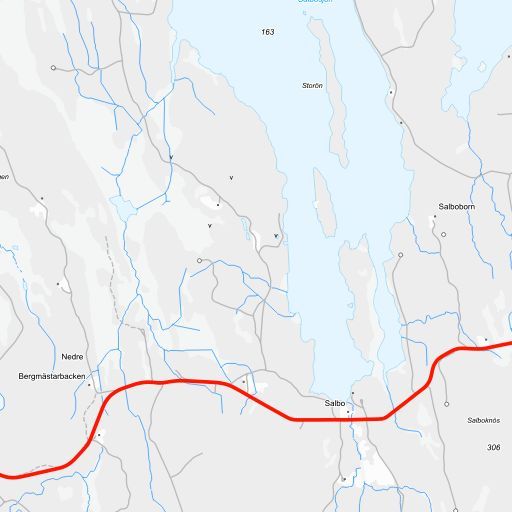 163
Storön
Salboborn
Nedre
Bergmästarbacken
Salbo
Salboknös
306